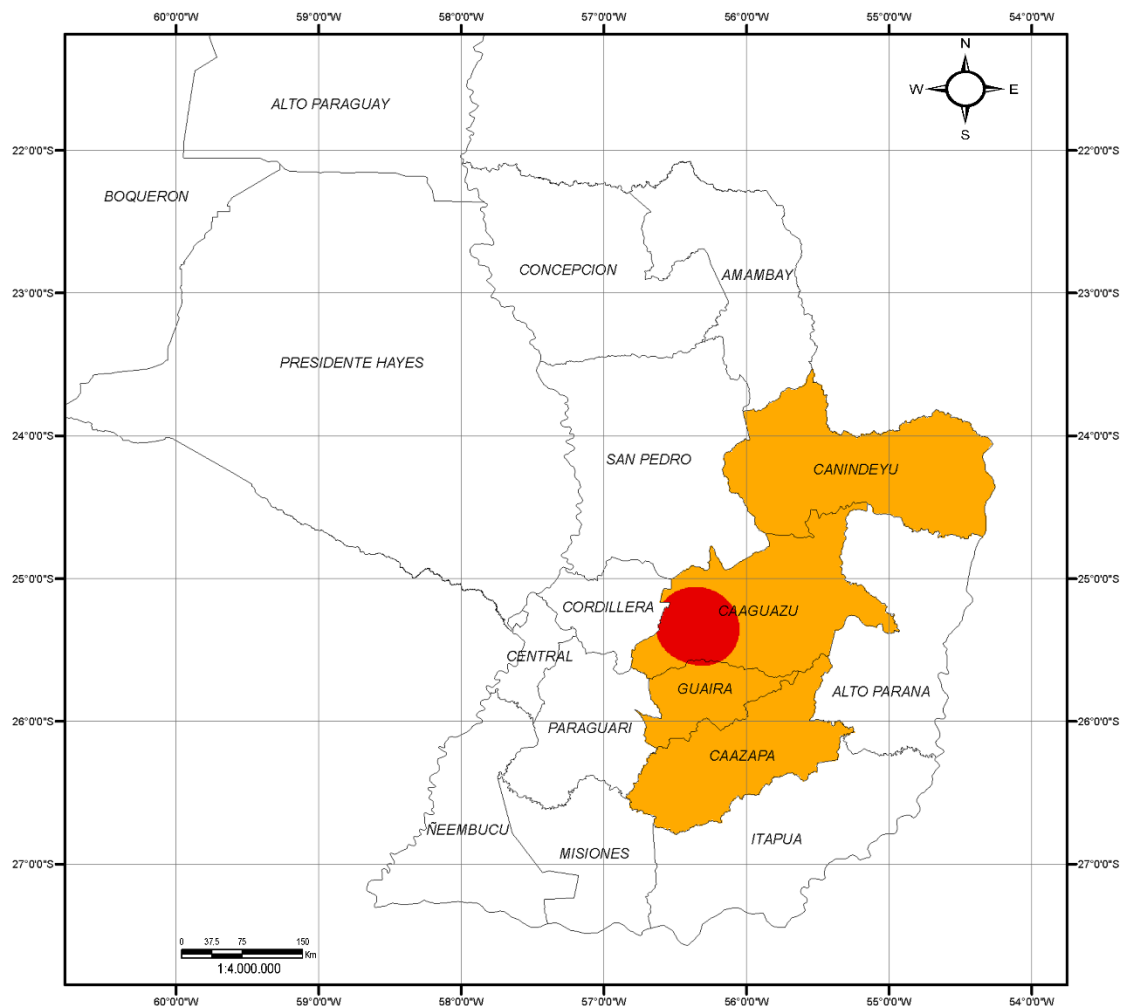 60°0'0"W 59°0'0"W 58°0'0"W 57°0'0"W 56°0'0"W 55°0'0"W 54°0'0"W
N
W E
S
ALTO PARAGUAY
22°0'0"S 22°0'0"S
BOQUERON
CONCEPCION
AMAMBAY
23°0'0"S 23°0'0"S
PRESIDENTE HAYES
24°0'0"S 24°0'0"S
SAN PEDRO
CANINDEYU
25°0'0"S 25°0'0"S
CORDILLERA
CAAGUAZU
CENTRAL
GUAIRA
ALTO PARANA
26°0'0"S 26°0'0"S
PARAGUARI
CAAZAPA
ÑEEMBUCU
ITAPUA
MISIONES
27°0'0"S 27°0'0"S
0 37.5 75 150
Km
1:4.000.000
60°0'0"W 59°0'0"W 58°0'0"W 57°0'0"W 56°0'0"W 55°0'0"W 54°0'0"W